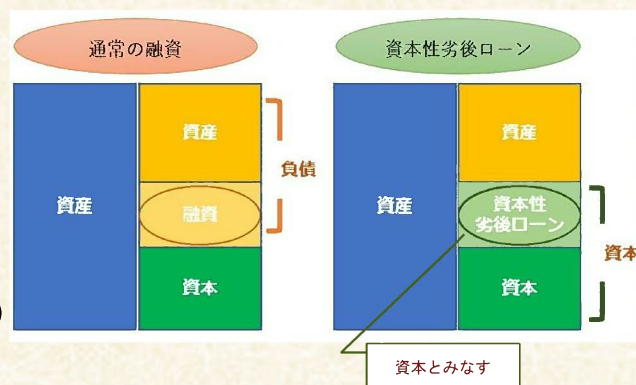 通常の融資
資産
資産
融資
資本
負債
資本性劣後ローン
資産
資産
資本性
劣後ローン
資本
資本
資本とみなす